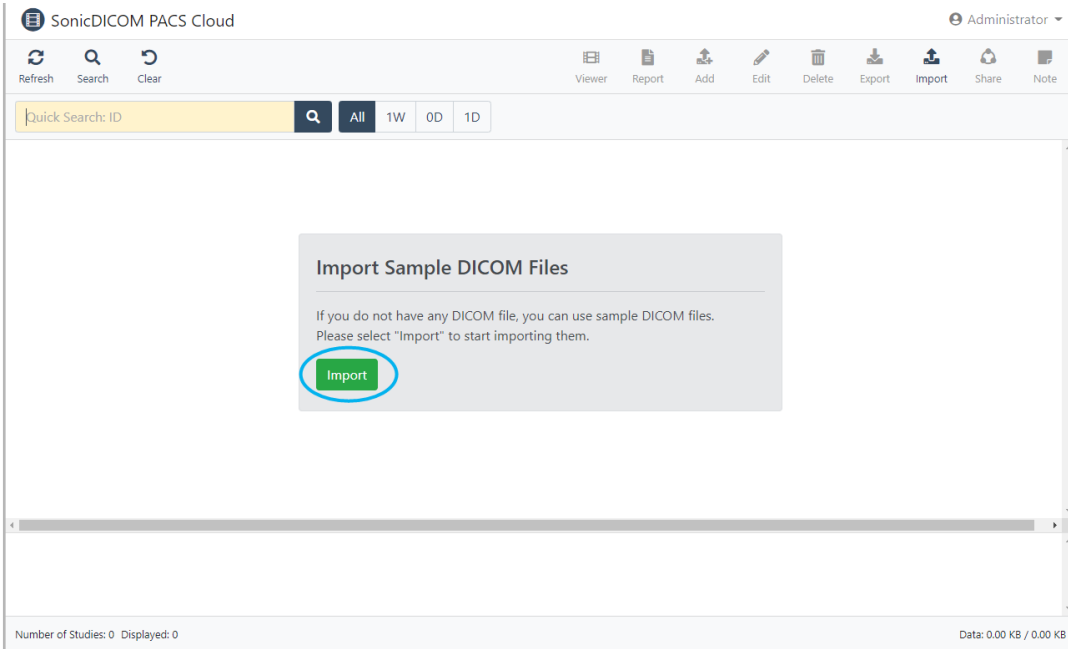 SonicDICOM PACS Cloud
Administrator
Refresh Search Clear Viewer Report Add Edit Delete Export Import Share Note
Quick Search: ID All 1W 0D 1D
Import Sample DICOM Files
If you do not have any DICOM file, you can use sample DICOM files.
Please select "Import" to start importing them.
Import
Number of Studies: 0 Displayed: 0 Data: 0.00 KB / 0.00 KB